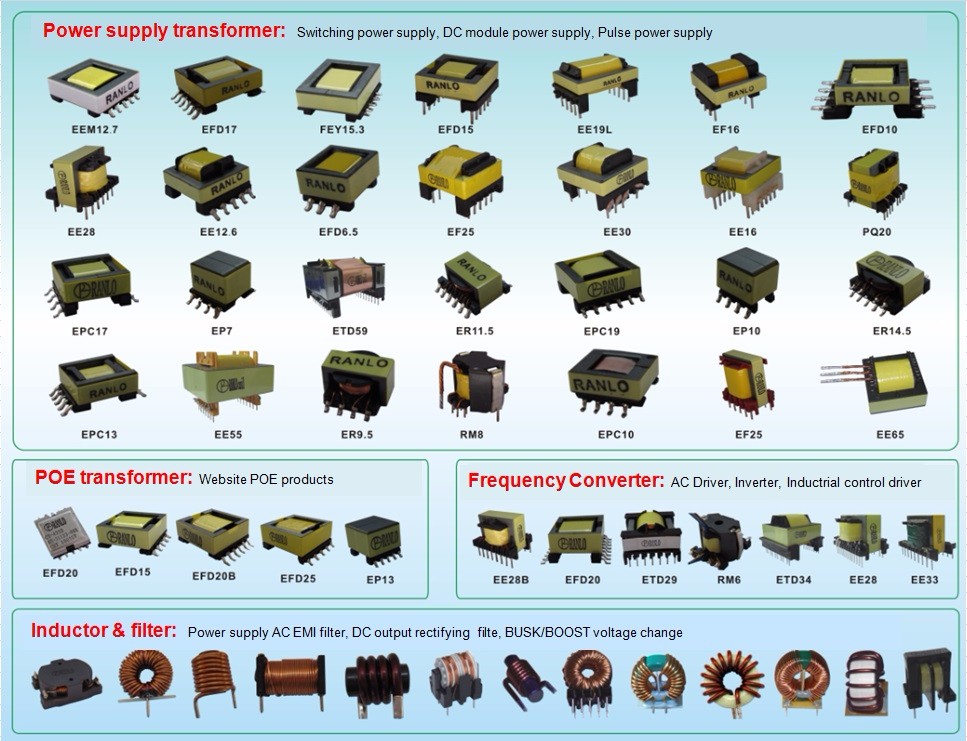 Power supply transformer: Switching power supply, DC module power supply, Pulse power supply
RANLO RANLO RANLO RANLO RANLO RANLO
EEM12.7 EFD17 FEY15.3 EFD15 EE19L EF16 EFD10
RANLO RANLO RANLO
EE28 EE12.6 EFD6.5 EF25 EE30 EE16 PQ20
RANLO RANLO RANLO RANLO RANLO RANLO
EPC17 EP7 ETD59 ER11.5 EPC19 EP10 ER14.5
RANLO RANLO RANLO
EPC13 EE55 ER9.5 RM8 EPC10 EF25 EE65
POE transformer: Website POE products
EFD20 EFD15 EFD20B EFD25 EP13
Frequency Converter: AC Driver, Inverter, Inductrial control driver
RANLO
EE28B EFD20 ETD29 RM6 ETD34 EE28 EE33
Inductor & filter: Power supply AC EMI filter, DC output rectifying filte, BUSK/BOOST voltage change